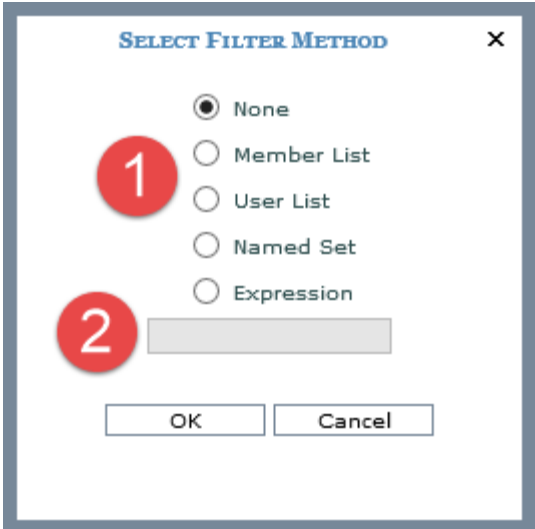 Select Filter Method
None
1
Member List
User List
Named Set
Expression
2
OK Cancel